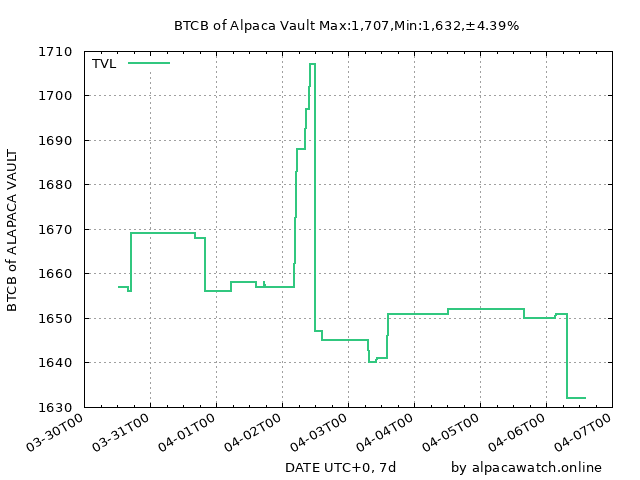 BTCB of Alpaca Vault Max:1,707,Min:1,632,±4.39%
TVL
1710
1700
1690
1680
1670
1660
1650
1640
1630
BTCB of ALAPACA VAULT
03-30T00
03-31T00
04-01T00
04-02T00
04-03T00
04-04T00
04-05T00
04-06T00
04-07T00
DATE UTC+0, 7d
by alpacawatch.online